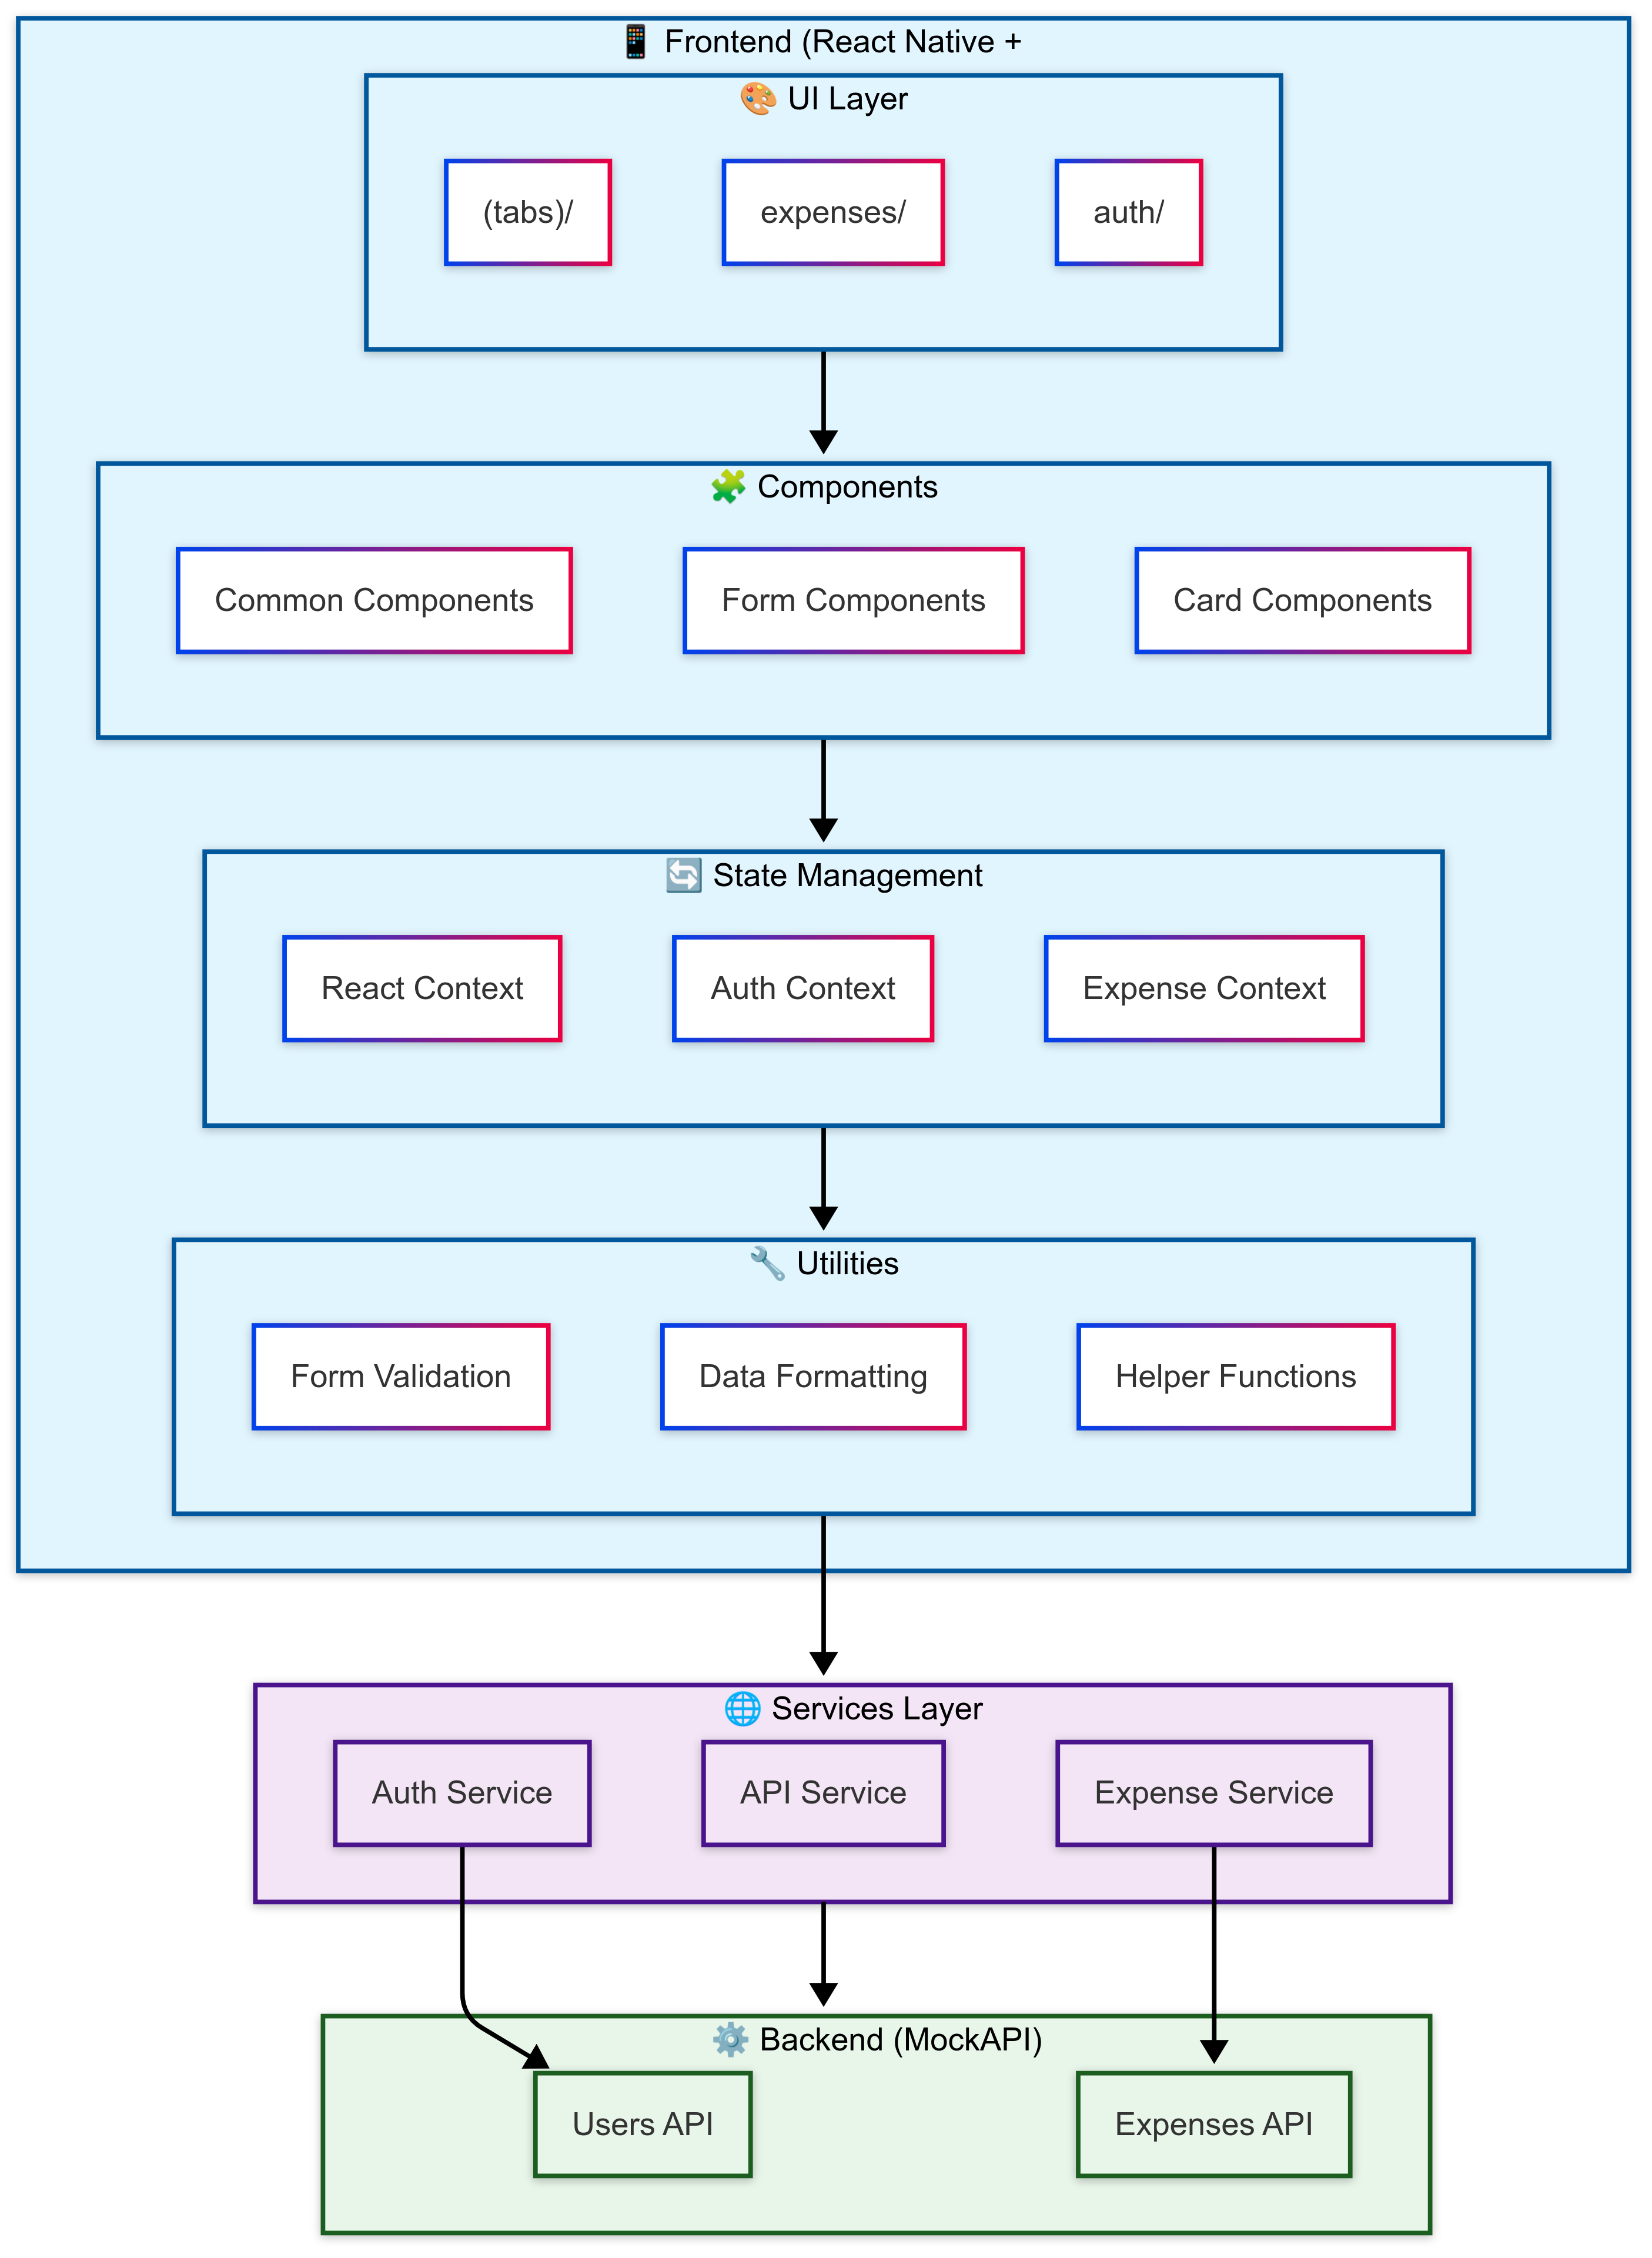 Frontend (React Native +
UI Layer
(tabs)/
expenses/
auth/
Components
Common Components
Form Components
Card Components
State Management
React Context
Auth Context
Expense Context
Utilities
Form Validation
Data Formatting
Helper Functions
Services Layer
Auth Service
API Service
Expense Service
Backend (MockAPI)
Users API
Expenses API